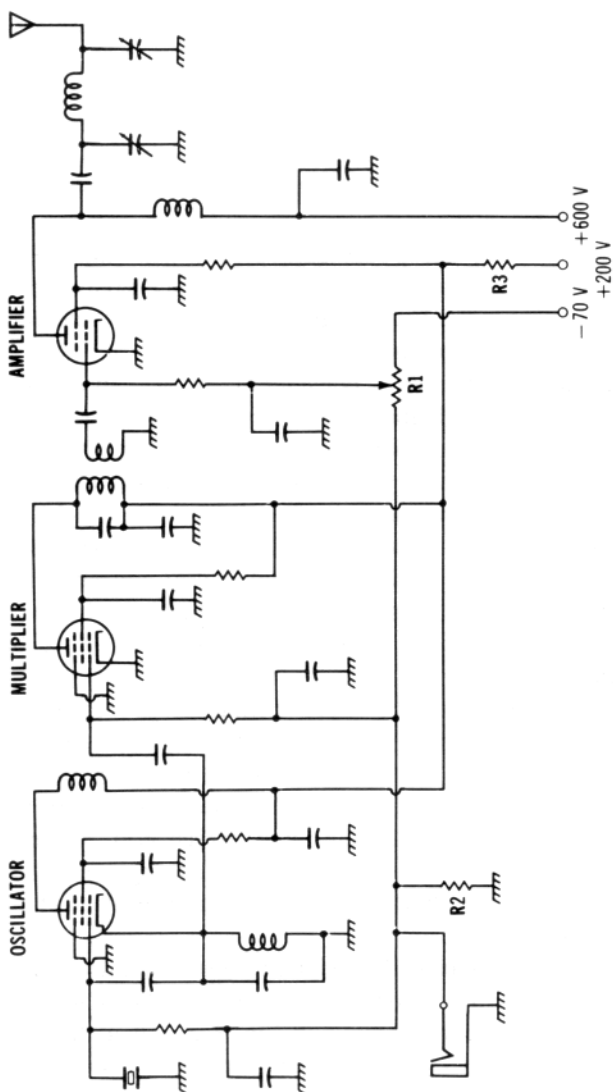 OSCILLATOR
MULTIPLIER
AMPLIFIER
R1
R2
R3
−70 V
+200 V
+600 V